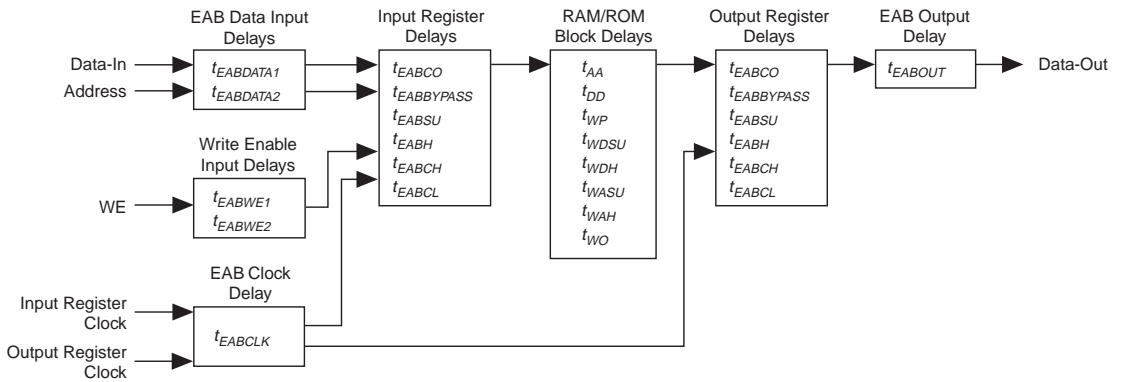 EAB Data Input
Delays
Input Register
Delays
RAM/ROM
Block Delays
Output Register
Delays
EAB Output
Delay
Data-In
Address
tEABDATA1
tEABDATA2
tEABCO
tEABBYPASS
tEABSU
tEABH
tEABCH
tEABCL
tAA
tDD
tWP
tWDSU
tWDH
tWASU
tWAH
tWO
tEABCO
tEABBYPASS
tEABSU
tEABH
tEABCH
tEABCL
tEABOUT
Data-Out
Write Enable
Input Delays
WE
tEABWE1
tEABWE2
EAB Clock
Delay
Input Register
Clock
Output Register
Clock
tEABCLK